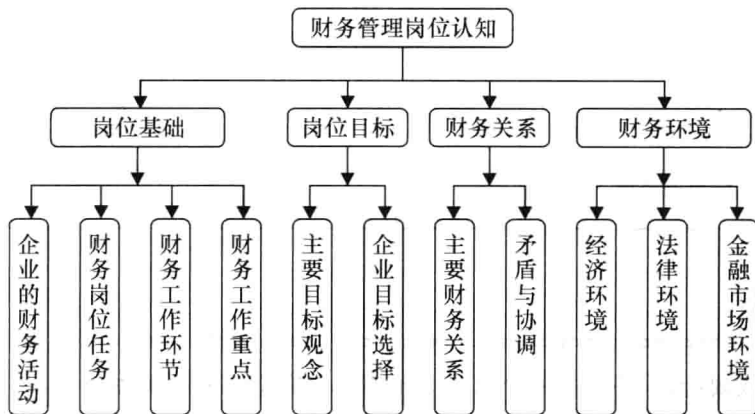 财务管理岗位认知
岗位基础
岗位目标
财务关系
财务环境
企业的财务活动
财务岗位任务
财务工作环节
财务工作重点
主要目标观念
企业目标选择
主要财务关系
矛盾与协调
经济环境
法律环境
金融市场环境